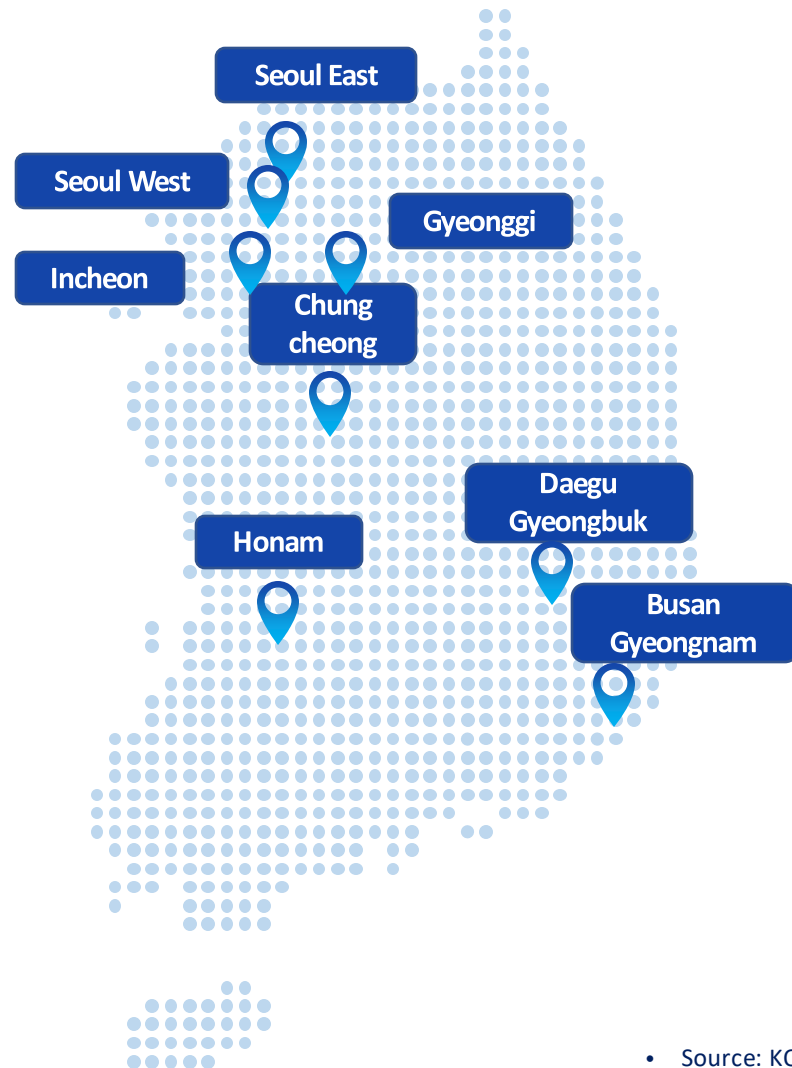 Seoul East
Seoul West
Gyeonggi
Incheon
Chung
cheong
Daegu
Gyeongbuk
Honam
Busan
Gyeongnam
• Source: